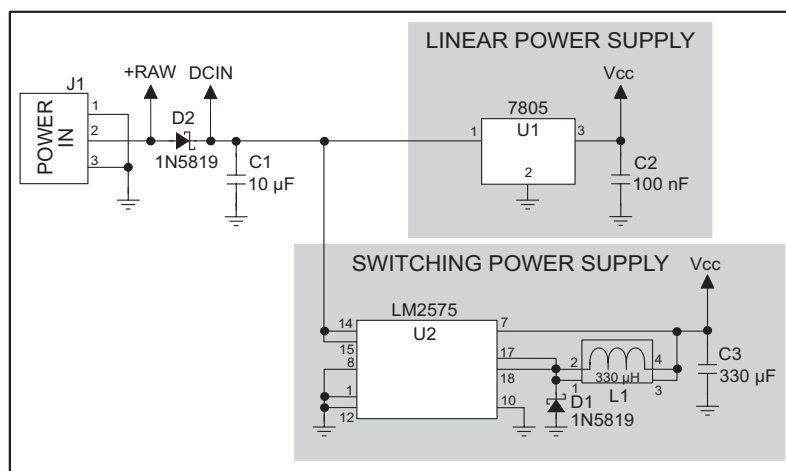 LINEAR POWER SUPPLY
+RAW
DCIN
Vcc
J1
7805
1
D2
U1
POWER IN
2
1
3
1N5819
C1
C2
3
10 µF
2
100 nF
SWITCHING POWER SUPPLY
Vcc
LM2575
14
U2
7
15
17
2
4
C3
8
18
330 µH
330 µF
1
1
L1
3
12
10
D1
1N5819